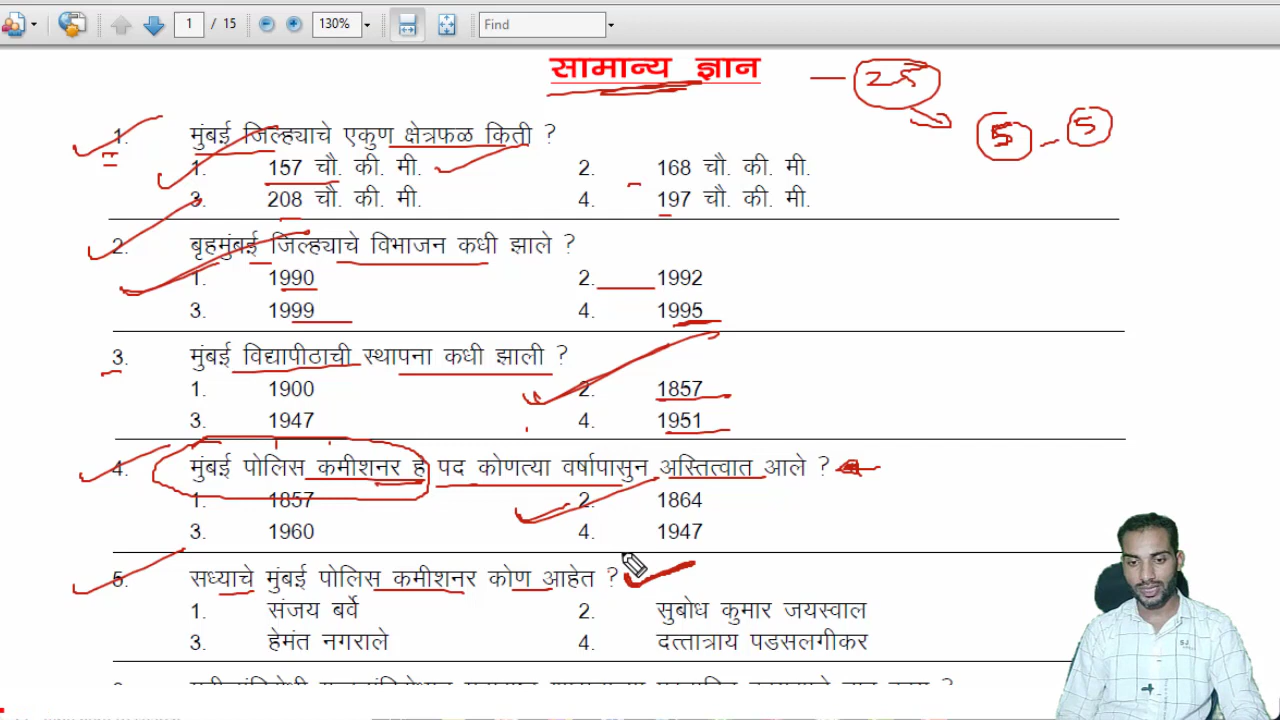 1 / 15 130% Find
सामान्य ज्ञान – 25
5 - 5
1. मुंबई जिल्ह्याचे एकुण क्षेत्रफळ किती ?
1. 157 चौ. की. मी. 2. 168 चौ. की. मी.
3. 208 चौ. की. मी. 4. 197 चौ. की. मी.
2. बृहमुंबई जिल्ह्याचे विभाजन कधी झाले ?
1. 1990 2. 1992
3. 1999 4. 1995
3. मुंबई विद्यापीठाची स्थापना कधी झाली ?
1. 1900 2. 1857
3. 1947 4. 1951
4. मुंबई पोलिस कमीशनर हे पद कोणत्या वर्षापासुन अस्तित्वात आले ?
1. 1857 2. 1864
3. 1960 4. 1947
5. सध्याचे मुंबई पोलिस कमीशनर कोण आहेत ?
1. संजय बर्वे 2. सुबोध कुमार जयस्वाल
3. हेमंत नगराले 4. दत्तात्राय पडसलगीकर